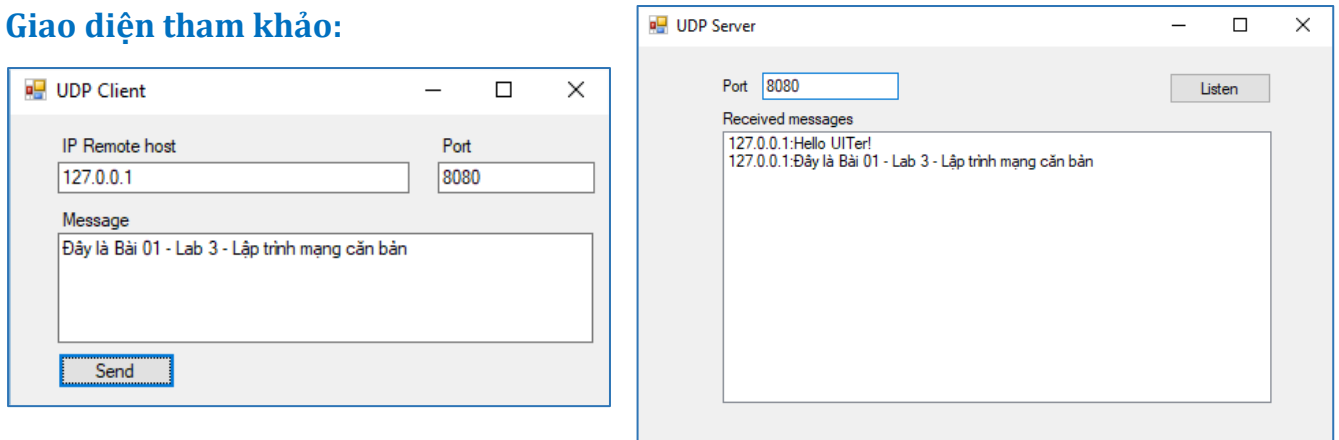 Giao diện tham khảo:
UDP Client
IP Remote host
Port
127.0.0.1
8080
Message
Đây là Bài 01 - Lab 3 - Lập trình mạng căn bản
Send
UDP Server
Port
8080
Listen
Received messages
127.0.0.1:Hello UITer!
127.0.0.1:Đây là Bài 01 - Lab 3 - Lập trình mạng căn bản